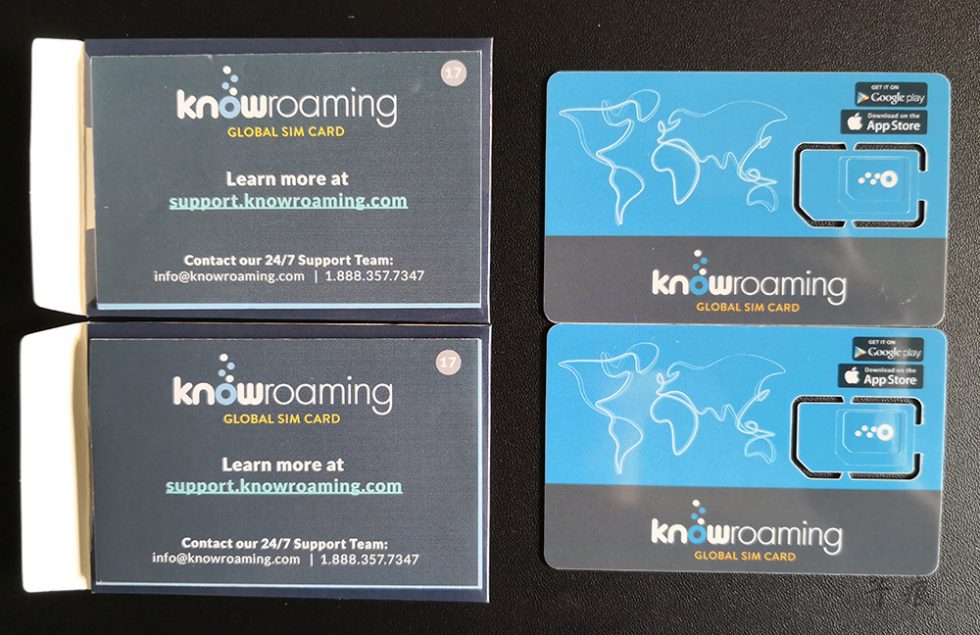 17
knowroaming
GLOBAL SIM CARD
Learn more at
support.knowroaming.com
Contact our 24/7 Support Team:
info@knowroaming.com | 1.888.357.7347
17
knowroaming
GLOBAL SIM CARD
Learn more at
support.knowroaming.com
Contact our 24/7 Support Team:
info@knowroaming.com | 1.888.357.7347
GET IT ON
Google play
Download on the
App Store
knowroaming
GLOBAL SIM CARD
GET IT ON
Google play
Download on the
App Store
knowroaming
GLOBAL SIM CARD